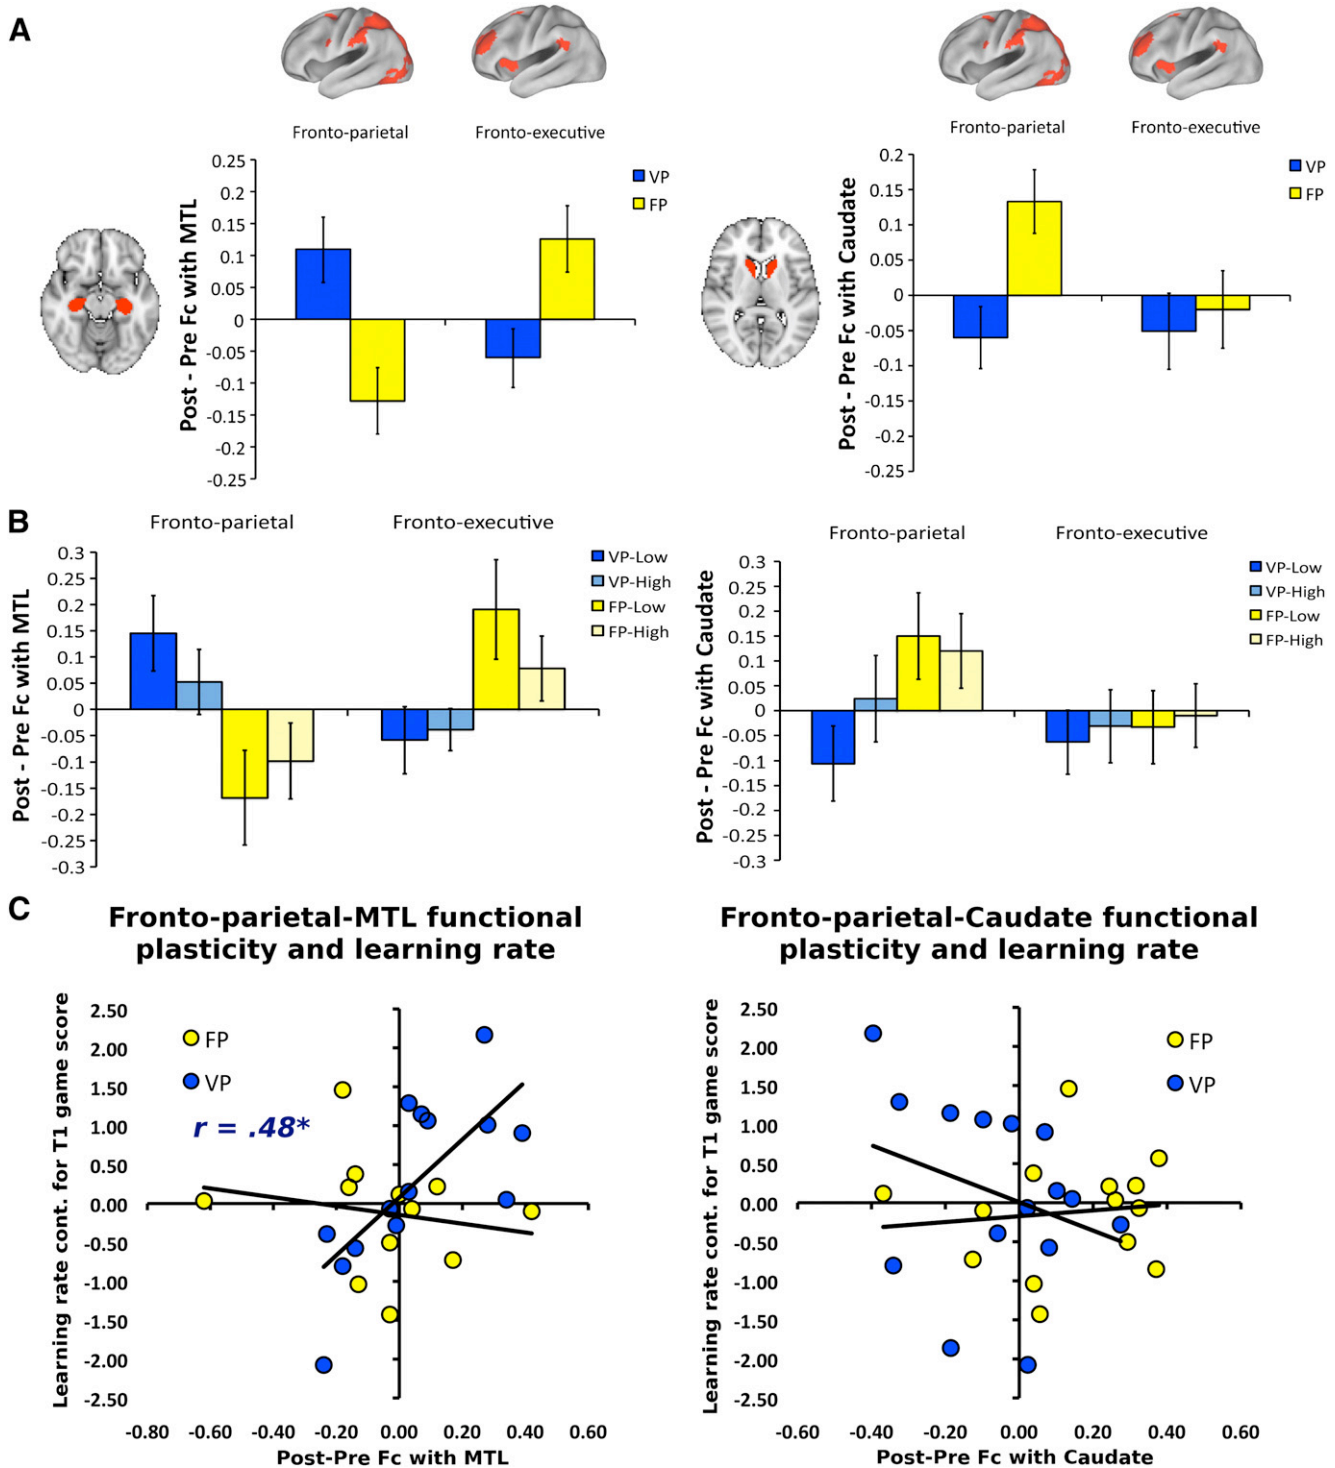 A
Fronto-parietal Fronto-executive
Post - Pre Fc with MTL
0.25
0.2
0.15
0.1
0.05
0
-0.05
-0.1
-0.15
-0.2
-0.25
VP
FP
Fronto-parietal Fronto-executive
Post - Pre Fc with Caudate
0.2
0.15
0.1
0.05
0
-0.05
-0.1
-0.15
-0.2
-0.25
VP
FP
B
Fronto-parietal Fronto-executive
Post - Pre Fc with MTL
0.3
0.25
0.2
0.15
0.1
0.05
0
-0.05
-0.1
-0.15
-0.2
-0.25
-0.3
VP-Low
VP-High
FP-Low
FP-High
Fronto-parietal Fronto-executive
Post - Pre Fc with Caudate
0.3
0.25
0.2
0.15
0.1
0.05
0
-0.05
-0.1
-0.15
-0.2
-0.25
-0.3
VP-Low
VP-High
FP-Low
FP-High
C
Fronto-parietal-MTL functional
plasticity and learning rate
Learning rate cont. for T1 game score
2.50
2.00
1.50
1.00
0.50
0.00
-0.50
-1.00
-1.50
-2.00
-2.50
FP
VP
r = .48*
-0.80 -0.60 -0.40 -0.20 0.00 0.20 0.40 0.60
Post-Pre Fc with MTL
Fronto-parietal-Caudate functional
plasticity and learning rate
Learning rate cont. for T1 game score
2.50
2.00
1.50
1.00
0.50
0.00
-0.50
-1.00
-1.50
-2.00
-2.50
FP
VP
-0.60 -0.40 -0.20 0.00 0.20 0.40 0.60
Post-Pre Fc with Caudate